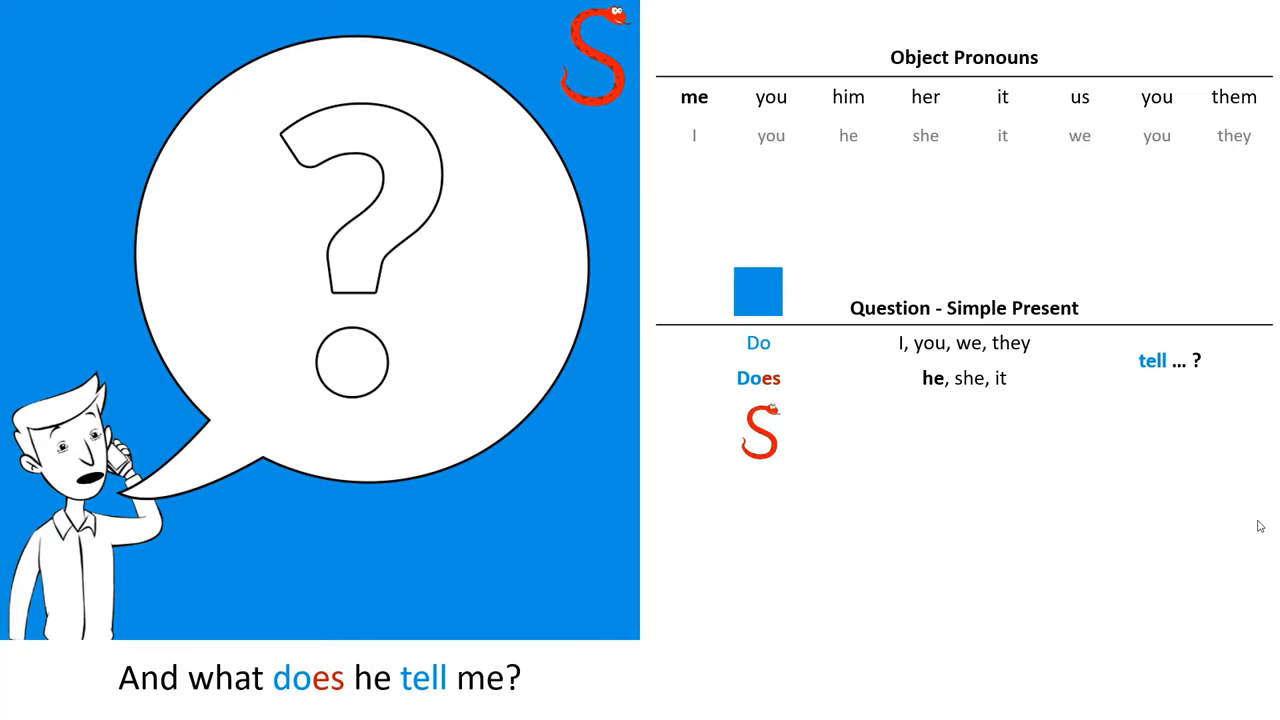 Object Pronouns
me you him her it us you them
I you he she it we you they
Question - Simple Present
Do I, you, we, they
tell ... ?
Does he, she, it
And what does he tell me?